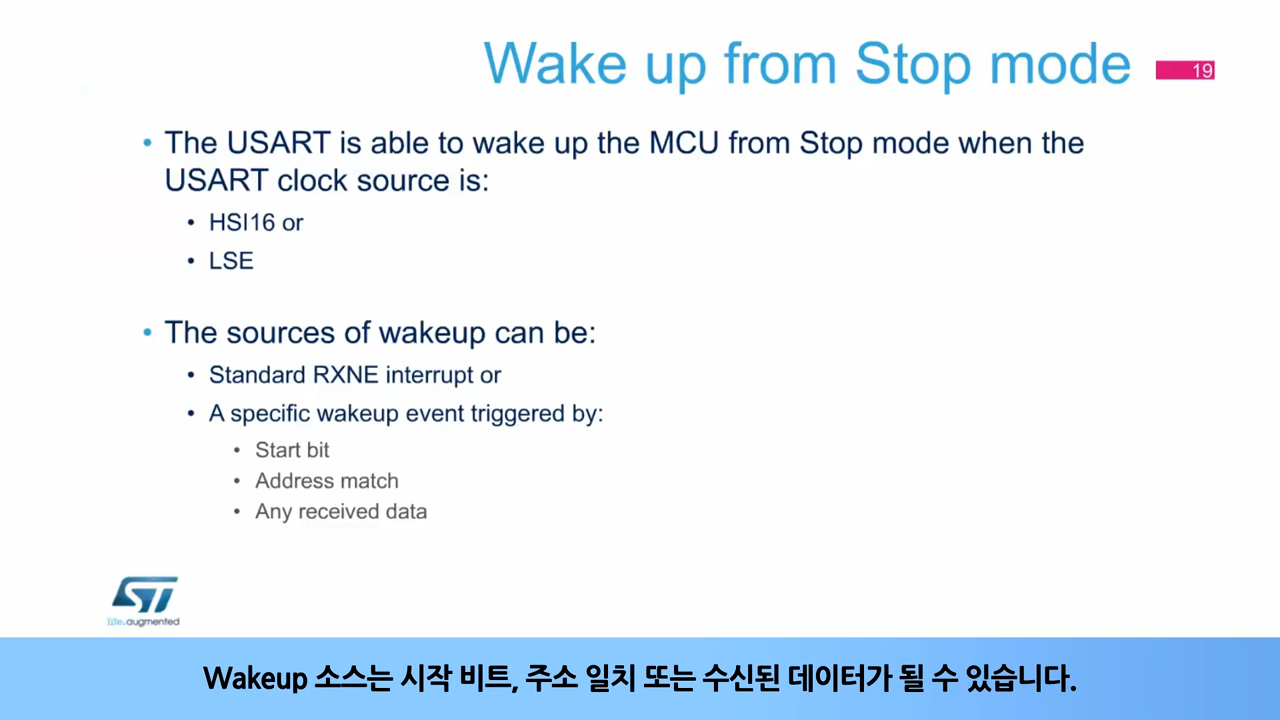 Wake up from Stop mode
19
• The USART is able to wake up the MCU from Stop mode when the
USART clock source is:
• HSI16 or
• LSE
• The sources of wakeup can be:
• Standard RXNE interrupt or
• A specific wakeup event triggered by:
• Start bit
• Address match
• Any received data
ST
life.augmented
Wakeup 소스는 시작 비트, 주소 일치 또는 수신된 데이터가 될 수 있습니다.